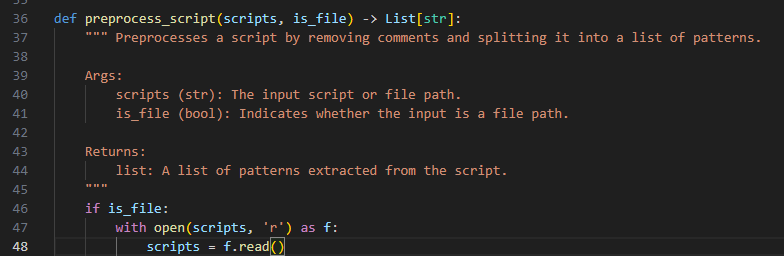 36 def preprocess_script(scripts, is_file) -> List[str]:
37     """ Preprocesses a script by removing comments and splitting it into a list of patterns.
38
39     Args:
40         scripts (str): The input script or file path.
41         is_file (bool): Indicates whether the input is a file path.
42
43     Returns:
44         list: A list of patterns extracted from the script.
45     """
46     if is_file:
47         with open(scripts, 'r') as f:
48             scripts = f.read()